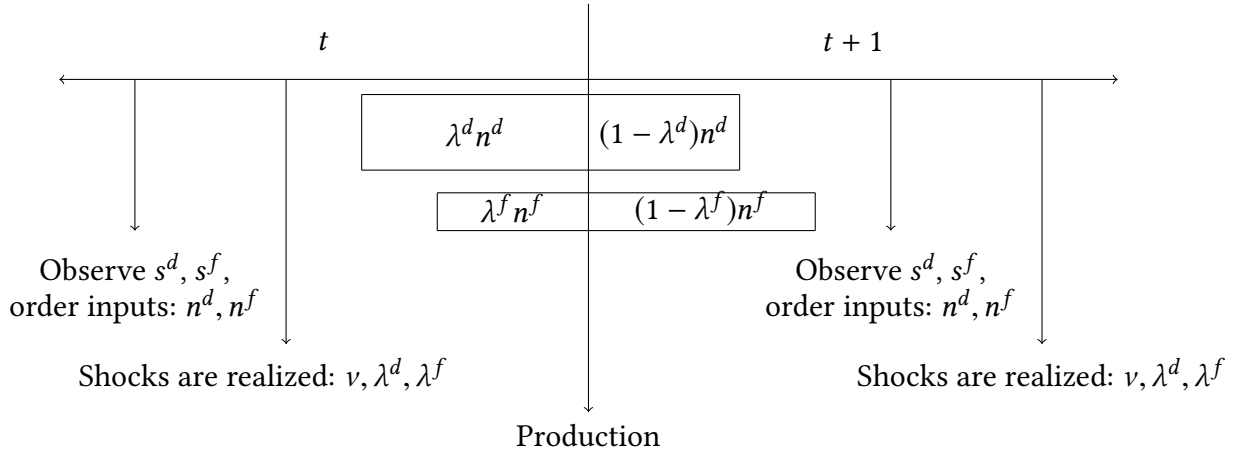 t
t + 1
λ^d n^d
(1 − λ^d)n^d
λ^f n^f
(1 − λ^f)n^f
Observe s^d, s^f,
order inputs: n^d, n^f
Observe s^d, s^f,
order inputs: n^d, n^f
Shocks are realized: ν, λ^d, λ^f
Shocks are realized: ν, λ^d, λ^f
Production